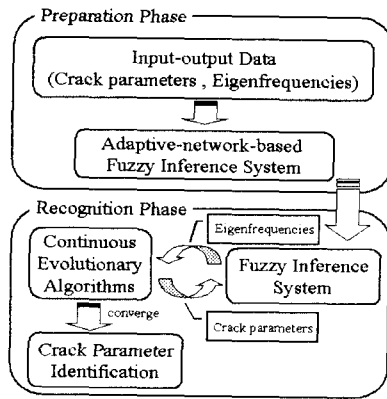 Preparation Phase
Input-output Data
(Crack parameters , Eigenfrequencies)
Adaptive-network-based
Fuzzy Inference System
Recognition Phase
Eigenfrequencies
Continuous
Evolutionary
Algorithms
Fuzzy Inference
System
converge
Crack parameters
Crack Parameter
Identification